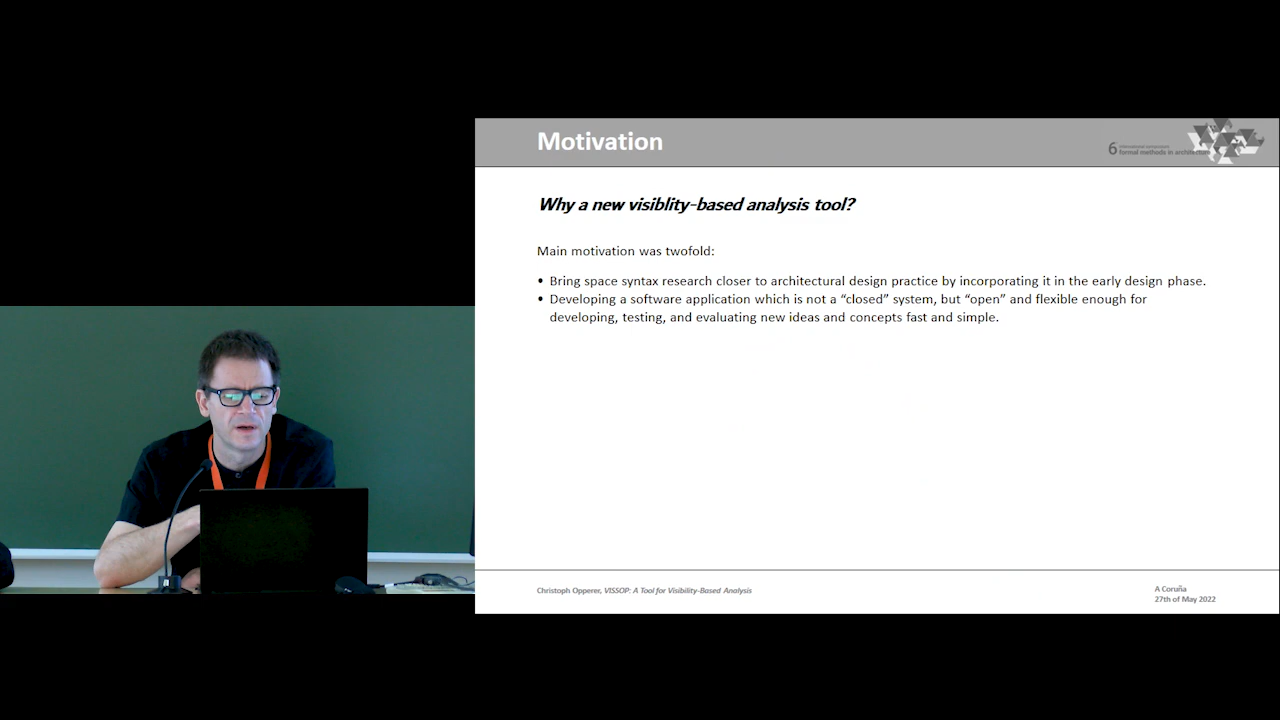 Motivation
6 international symposium
formal methods in architecture
Why a new visiblity-based analysis tool?
Main motivation was twofold:
• Bring space syntax research closer to architectural design practice by incorporating it in the early design phase.
• Developing a software application which is not a “closed” system, but “open” and flexible enough for
developing, testing, and evaluating new ideas and concepts fast and simple.
Christoph Opperer, VISSOP: A Tool for Visibility-Based Analysis
A Coruña
27th of May 2022